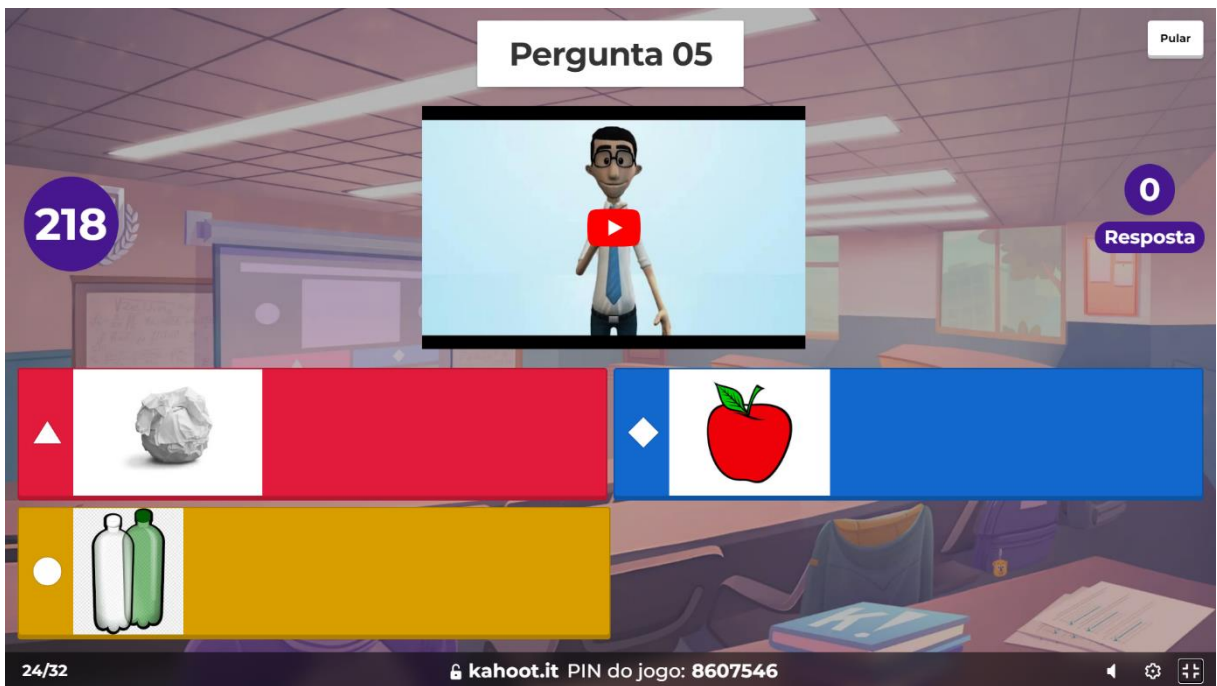 Pergunta 05
Pular
218
0
Resposta
K!
24/32
kahoot.it PIN do jogo: 8607546